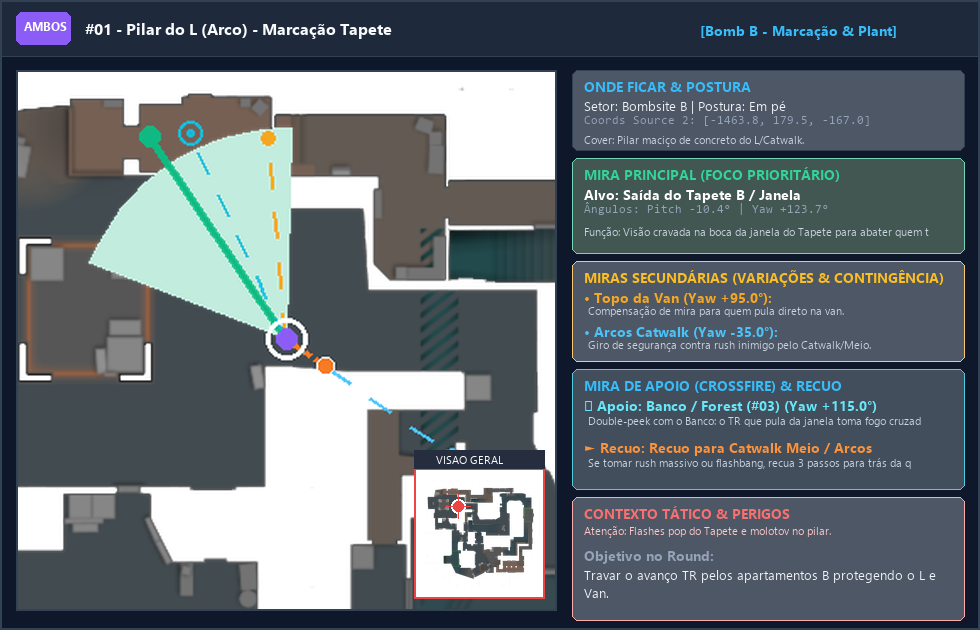 AMBOS
#01 - Pilar do L (Arco) - Marcação Tapete
[Bomb B - Marcação & Plant]
VISAO GERAL
ONDE FICAR & POSTURA
Setor: Bombsite B | Postura: Em pé
Coords Source 2: [-1463.8, 179.5, -167.0]
Cover: Pilar maciço de concreto do L/Catwalk.
MIRA PRINCIPAL (FOCO PRIORITÁRIO)
Alvo: Saída do Tapete B / Janela
Ângulos: Pitch -10.4° | Yaw +123.7°
Função: Visão cravada na boca da janela do Tapete para abater quem t
MIRAS SECUNDÁRIAS (VARIAÇÕES & CONTINGÊNCIA)
• Topo da Van (Yaw +95.0°):
Compensação de mira para quem pula direto na van.
• Arcos Catwalk (Yaw -35.0°):
Giro de segurança contra rush inimigo pelo Catwalk/Meio.
MIRA DE APOIO (CROSSFIRE) & RECUO
Apoio: Banco / Forest (#03) (Yaw +115.0°)
Double-peek com o Banco: o TR que pula da janela toma fogo cruzad
► Recuo: Recuo para Catwalk Meio / Arcos
Se tomar rush massivo ou flashbang, recua 3 passos para trás da q
CONTEXTO TÁTICO & PERIGOS
Atenção: Flashes pop do Tapete e molotov no pilar.
Objetivo no Round:
Travar o avanço TR pelos apartamentos B protegendo o L e
Van.